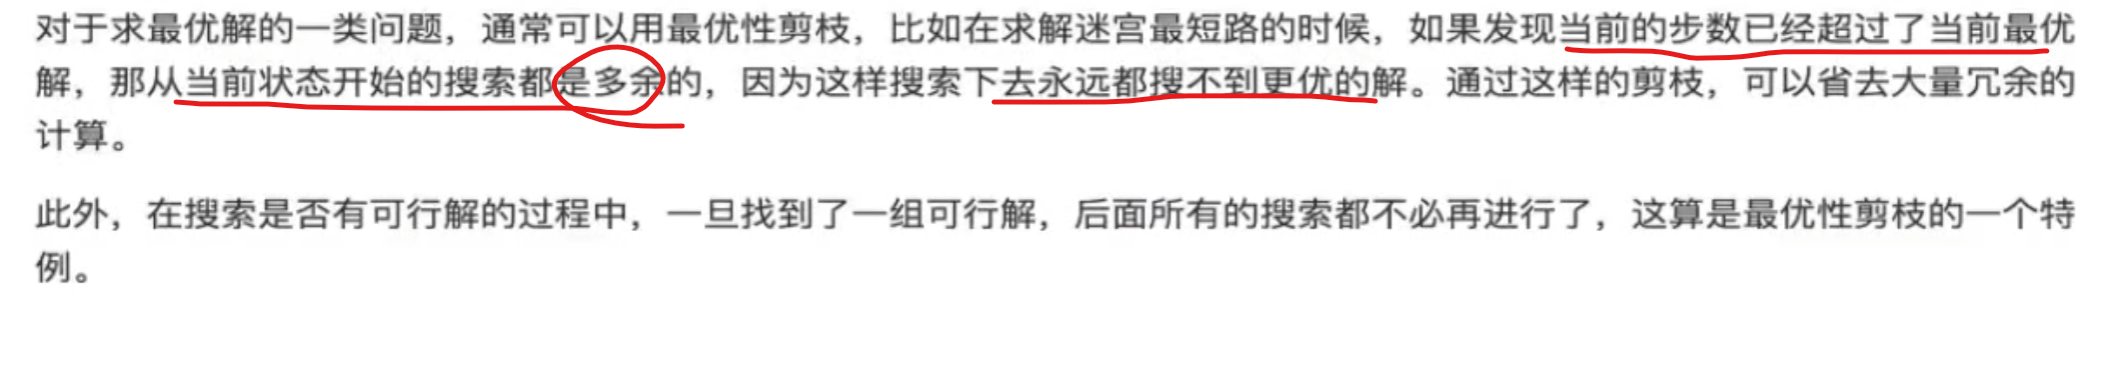 对于求最优解的一类问题，通常可以用最优性剪枝，比如在求解迷宫最短路的时候，如果发现当前的步数已经超过了当前最优
解，那从当前状态开始的搜索都是多余的，因为这样搜索下去永远都搜不到更优的解。通过这样的剪枝，可以省去大量冗余的
计算。
此外，在搜索是否有可行解的过程中，一旦找到了一组可行解，后面所有的搜索都不必再进行了，这算是最优性剪枝的一个特
例。